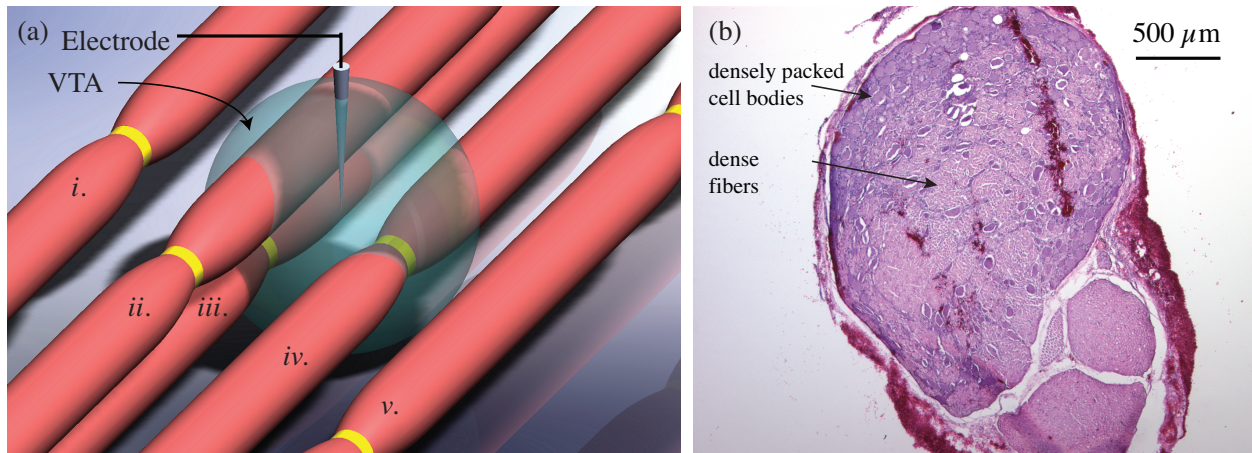 (a)
Electrode
VTA
i.
ii.
iii.
iv.
v.
(b)
500 µm
densely packed
cell bodies
dense
fibers